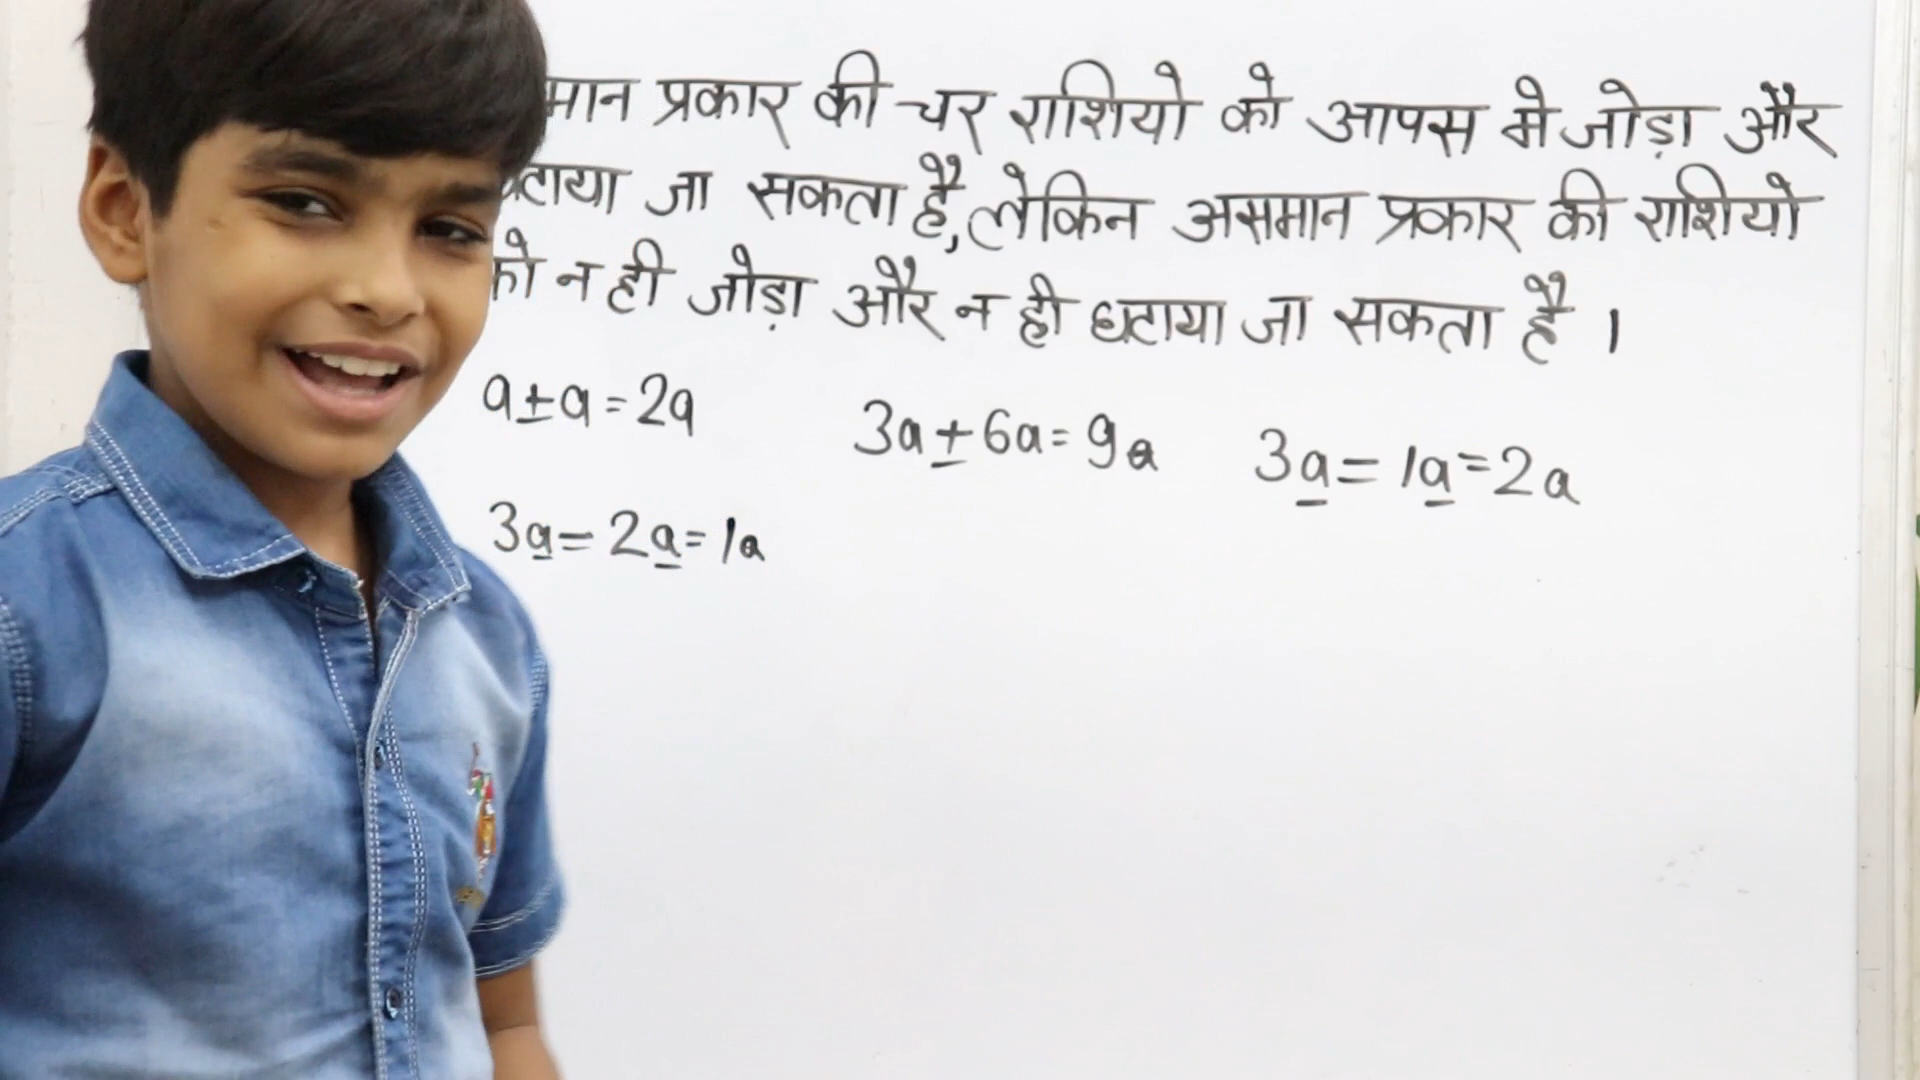 मान प्रकार की चर राशियो को आपस मे जोड़ा और
घटाया जा सकता है, लेकिन असमान प्रकार की राशियो
को न ही जोड़ा और न ही घटाया जा सकता है ।
a±a=2a 3a±6a=9a 3a=1a=2a
3a=2a=1a